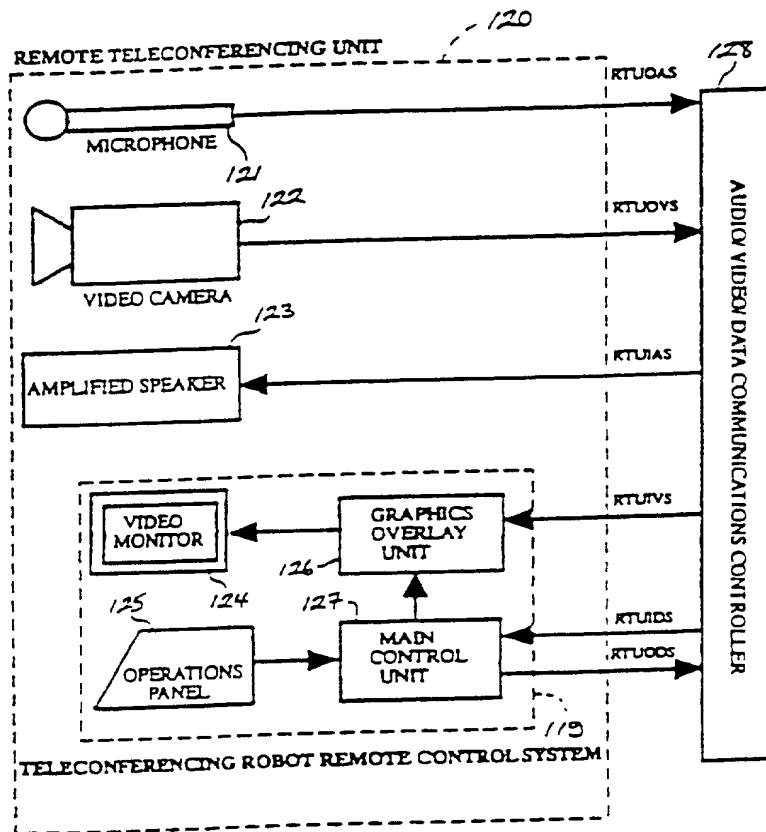 120
REMOTE TELECONFERENCING UNIT
128
RTUOAS
MICROPHONE
121
122
RTUOVS
VIDEO CAMERA
123
RTUIAS
AMPLIFIED SPEAKER
AUDIO/VIDEO/DATA COMMUNICATIONS CONTROLLER
RTUIVS
VIDEO
MONITOR
GRAPHICS
OVERLAY
UNIT
126
124
127
125
RTUIDS
OPERATIONS
PANEL
MAIN
CONTROL
UNIT
RTUODS
119
TELECONFERENCING ROBOT REMOTE CONTROL SYSTEM